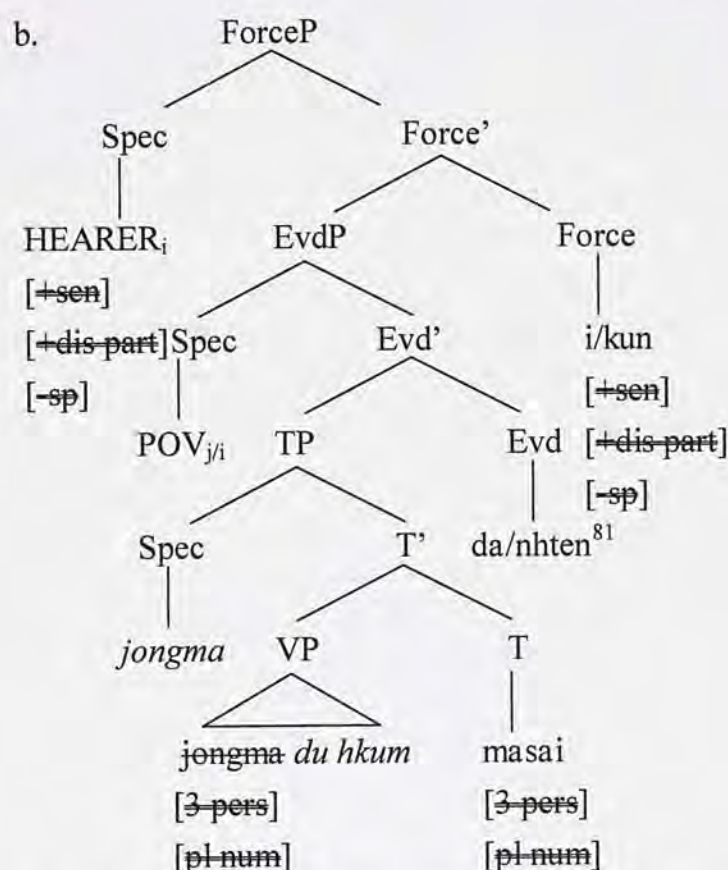 b.
ForceP
Spec Force’
HEARERi EvdP Force
[+sen]
[+dis part] Spec Evd’ i/kun
[-sp] [+sen]
POVj/i TP Evd [+dis part]
[-sp]
Spec T’ da/nhten81
jongma VP T
jongma du hkum masai
[3 pers] [3 pers]
[pl num] [pl num]